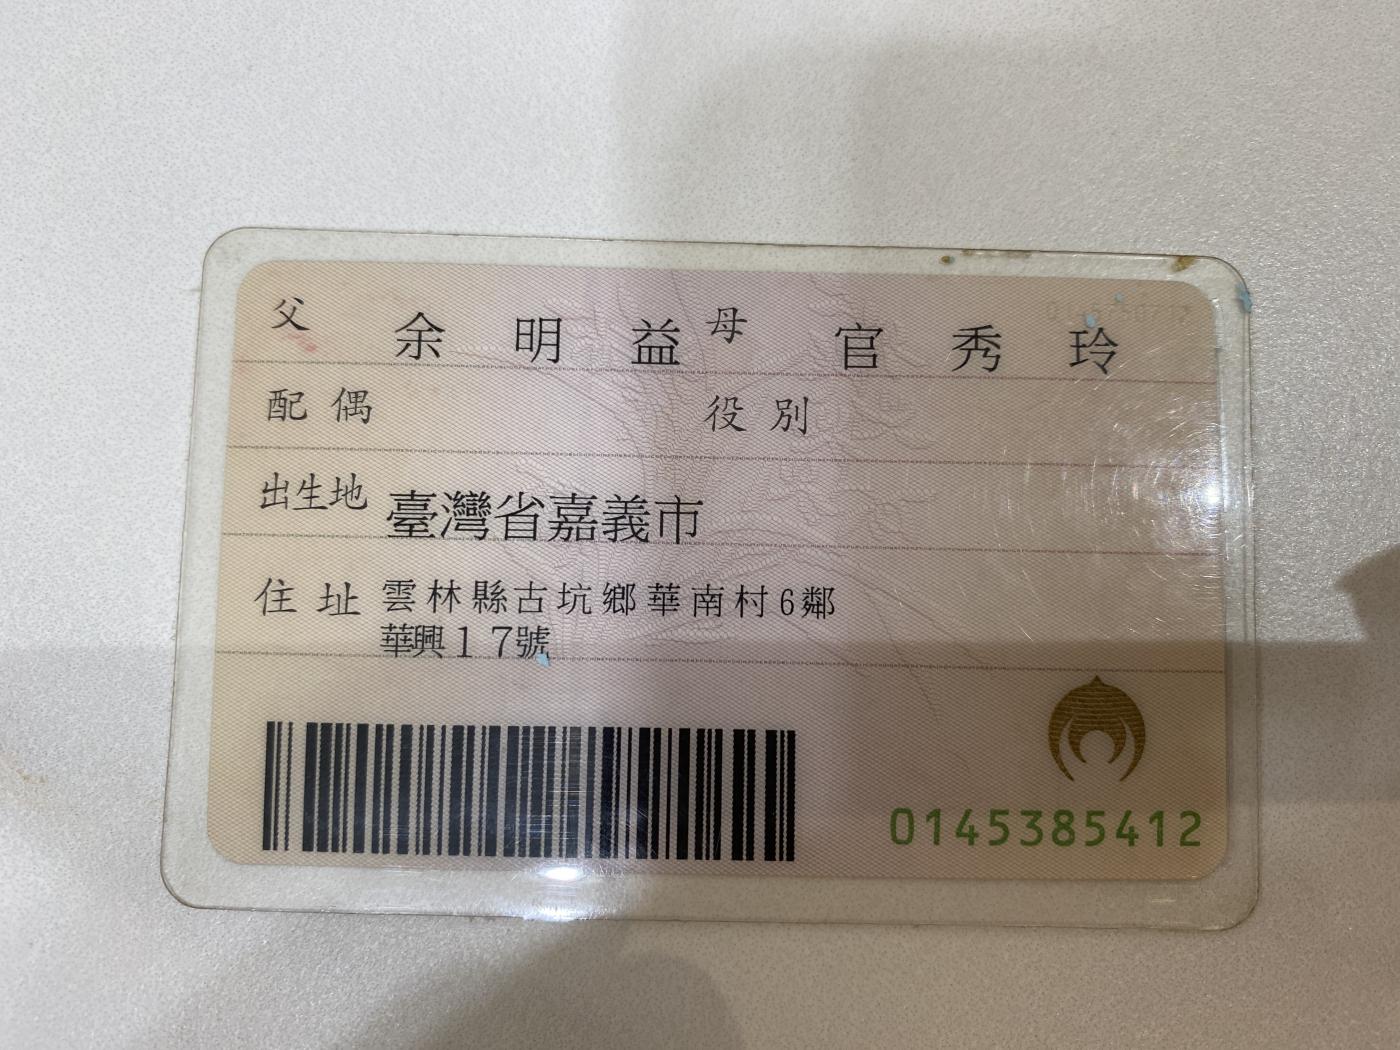 父 余明益 母 官秀玲
配偶 役別
出生地 臺灣省嘉義市
住址 雲林縣古坑鄉華南村6鄰
華興17號
0145385412